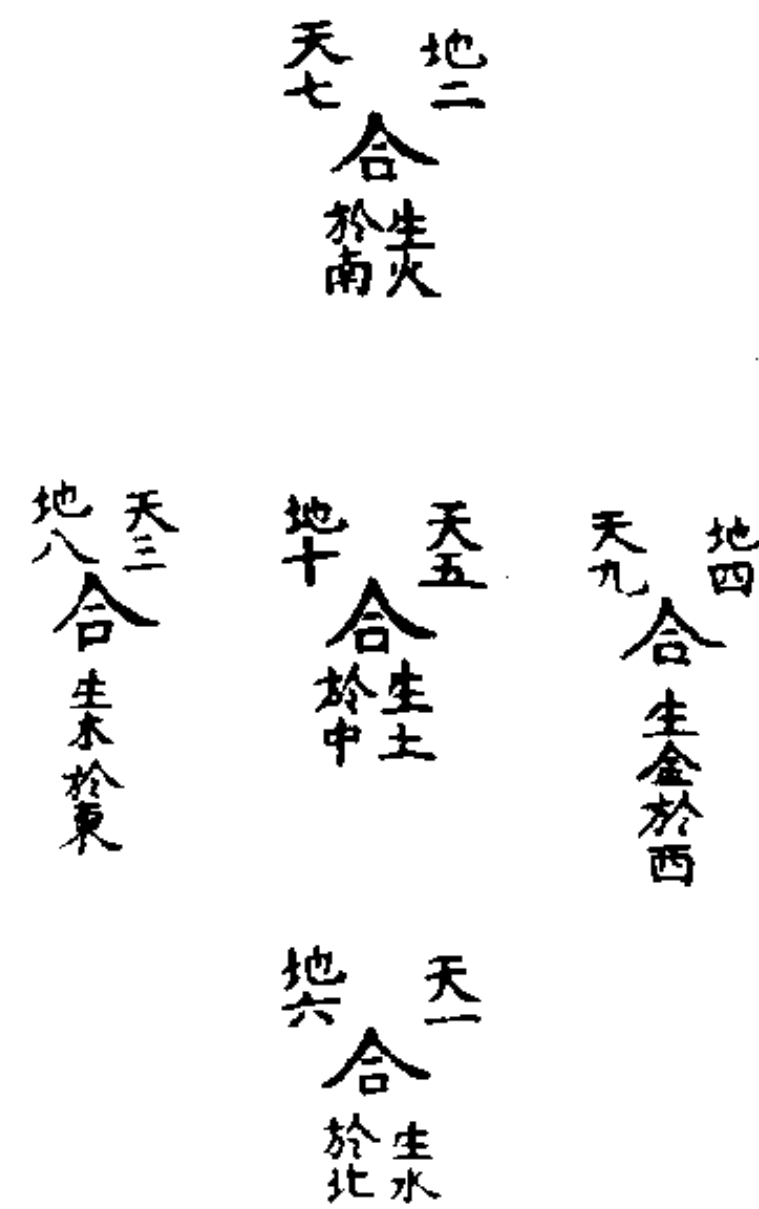 地二
天七
合
生火
於南
天三
地八
合
生木於東
天五
地十
合
生土
於中
地四
天九
合
生金於西
天一
地六
合
生水
於北